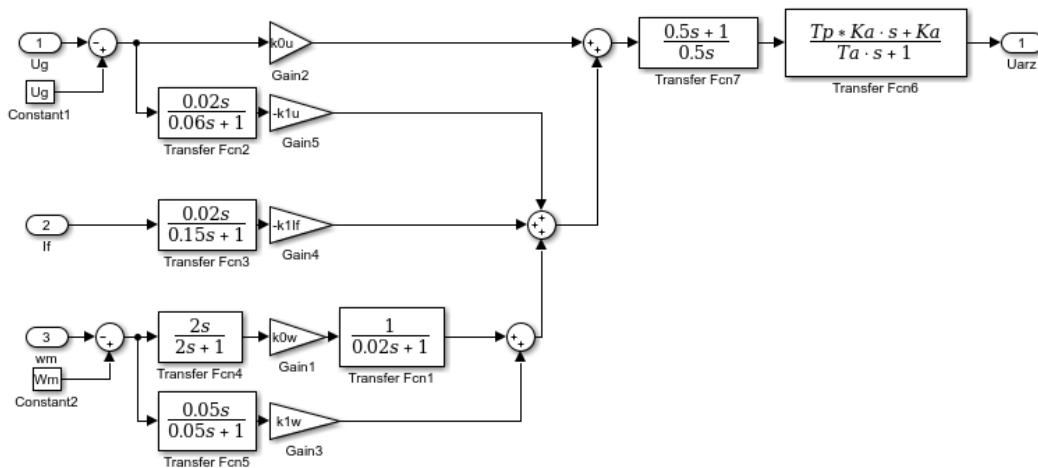 1
Ug
Ug
Constant1
k0u
Gain2
0.5s + 1
0.5s
Transfer Fcn7
Tp * Ka · s + Ka
Ta · s + 1
Transfer Fcn6
1
Uarz
0.02s
0.06s + 1
Transfer Fcn2
-k1u
Gain5
2
If
0.02s
0.15s + 1
Transfer Fcn3
-k1If
Gain4
3
wm
Wm
Constant2
2s
2s + 1
Transfer Fcn4
k0w
Gain1
1
0.02s + 1
Transfer Fcn1
0.05s
0.05s + 1
Transfer Fcn5
k1w
Gain3